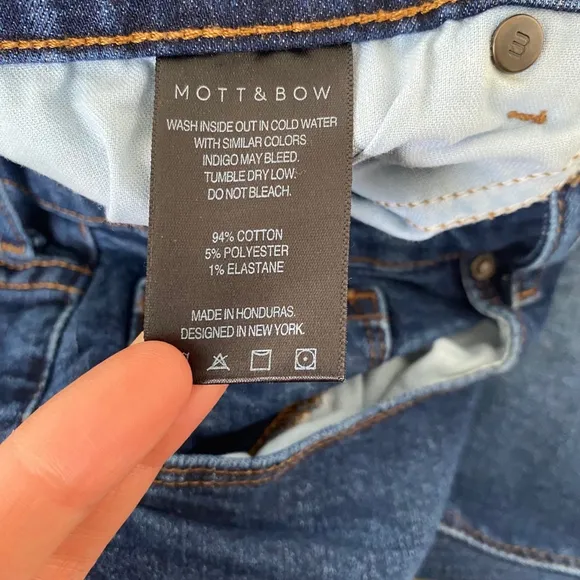 MOTT & BOW
WASH INSIDE OUT IN COLD WATER
WITH SIMILAR COLORS
INDIGO MAY BLEED.
TUMBLE DRY LOW.
DO NOT BLEACH.
94% COTTON
5% POLYESTER
1% ELASTANE
MADE IN HONDURAS.
DESIGNED IN NEW YORK.